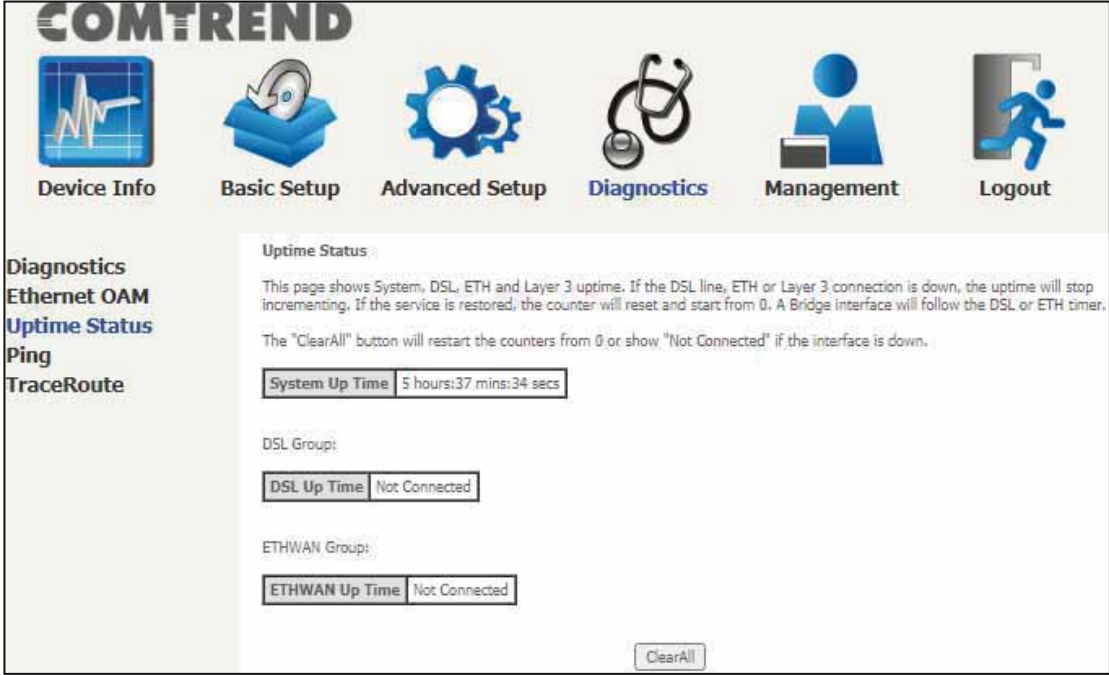 COMTREND
Device Info
Basic Setup
Advanced Setup
Diagnostics
Management
Logout
Diagnostics
Ethernet OAM
Uptime Status
Ping
TraceRoute
Uptime Status
This page shows System, DSL, ETH and Layer 3 uptime. If the DSL line, ETH or Layer 3 connection is down, the uptime will stop
incrementing. If the service is restored, the counter will reset and start from 0. A Bridge interface will follow the DSL or ETH timer.
The "ClearAll" button will restart the counters from 0 or show "Not Connected" if the interface is down.
System Up Time 5 hours:37 mins:34 secs
DSL Group:
DSL Up Time Not Connected
ETHWAN Group:
ETHWAN Up Time Not Connected
ClearAll